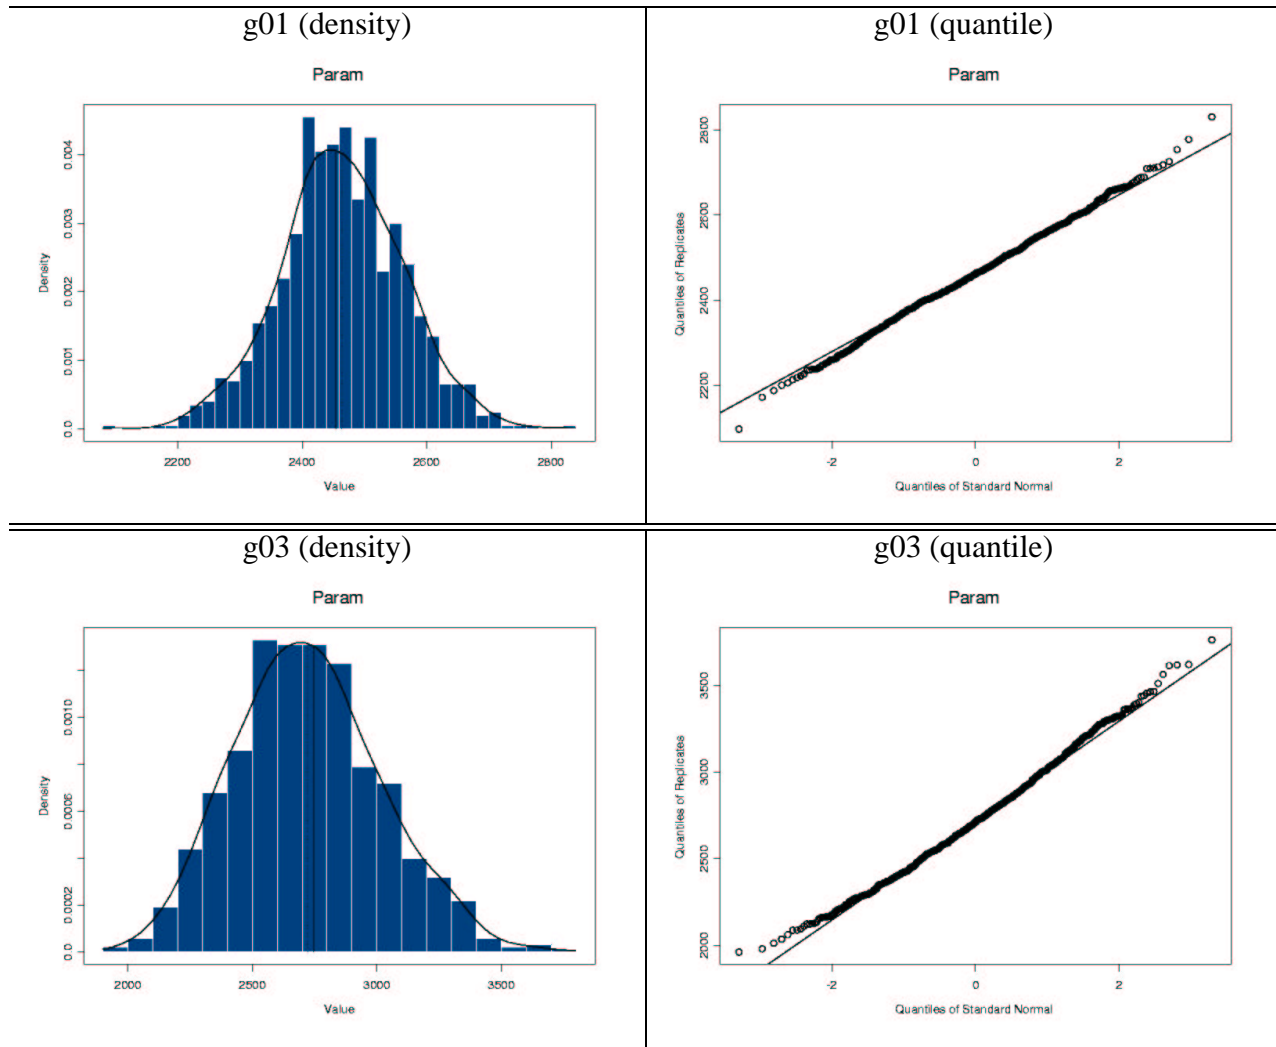 g01 (density)
Param
Density
0.0
0.001
0.002
0.003
0.004
2200
2400
2600
2800
Value
g01 (quantile)
Param
Quantiles of Replicates
2200
2400
2600
2800
-2
0
2
Quantiles of Standard Normal
g03 (density)
Param
Density
0.0
0.0002
0.0006
0.0010
2000
2500
3000
3500
Value
g03 (quantile)
Param
Quantiles of Replicates
2000
2500
3000
3500
-2
0
2
Quantiles of Standard Normal